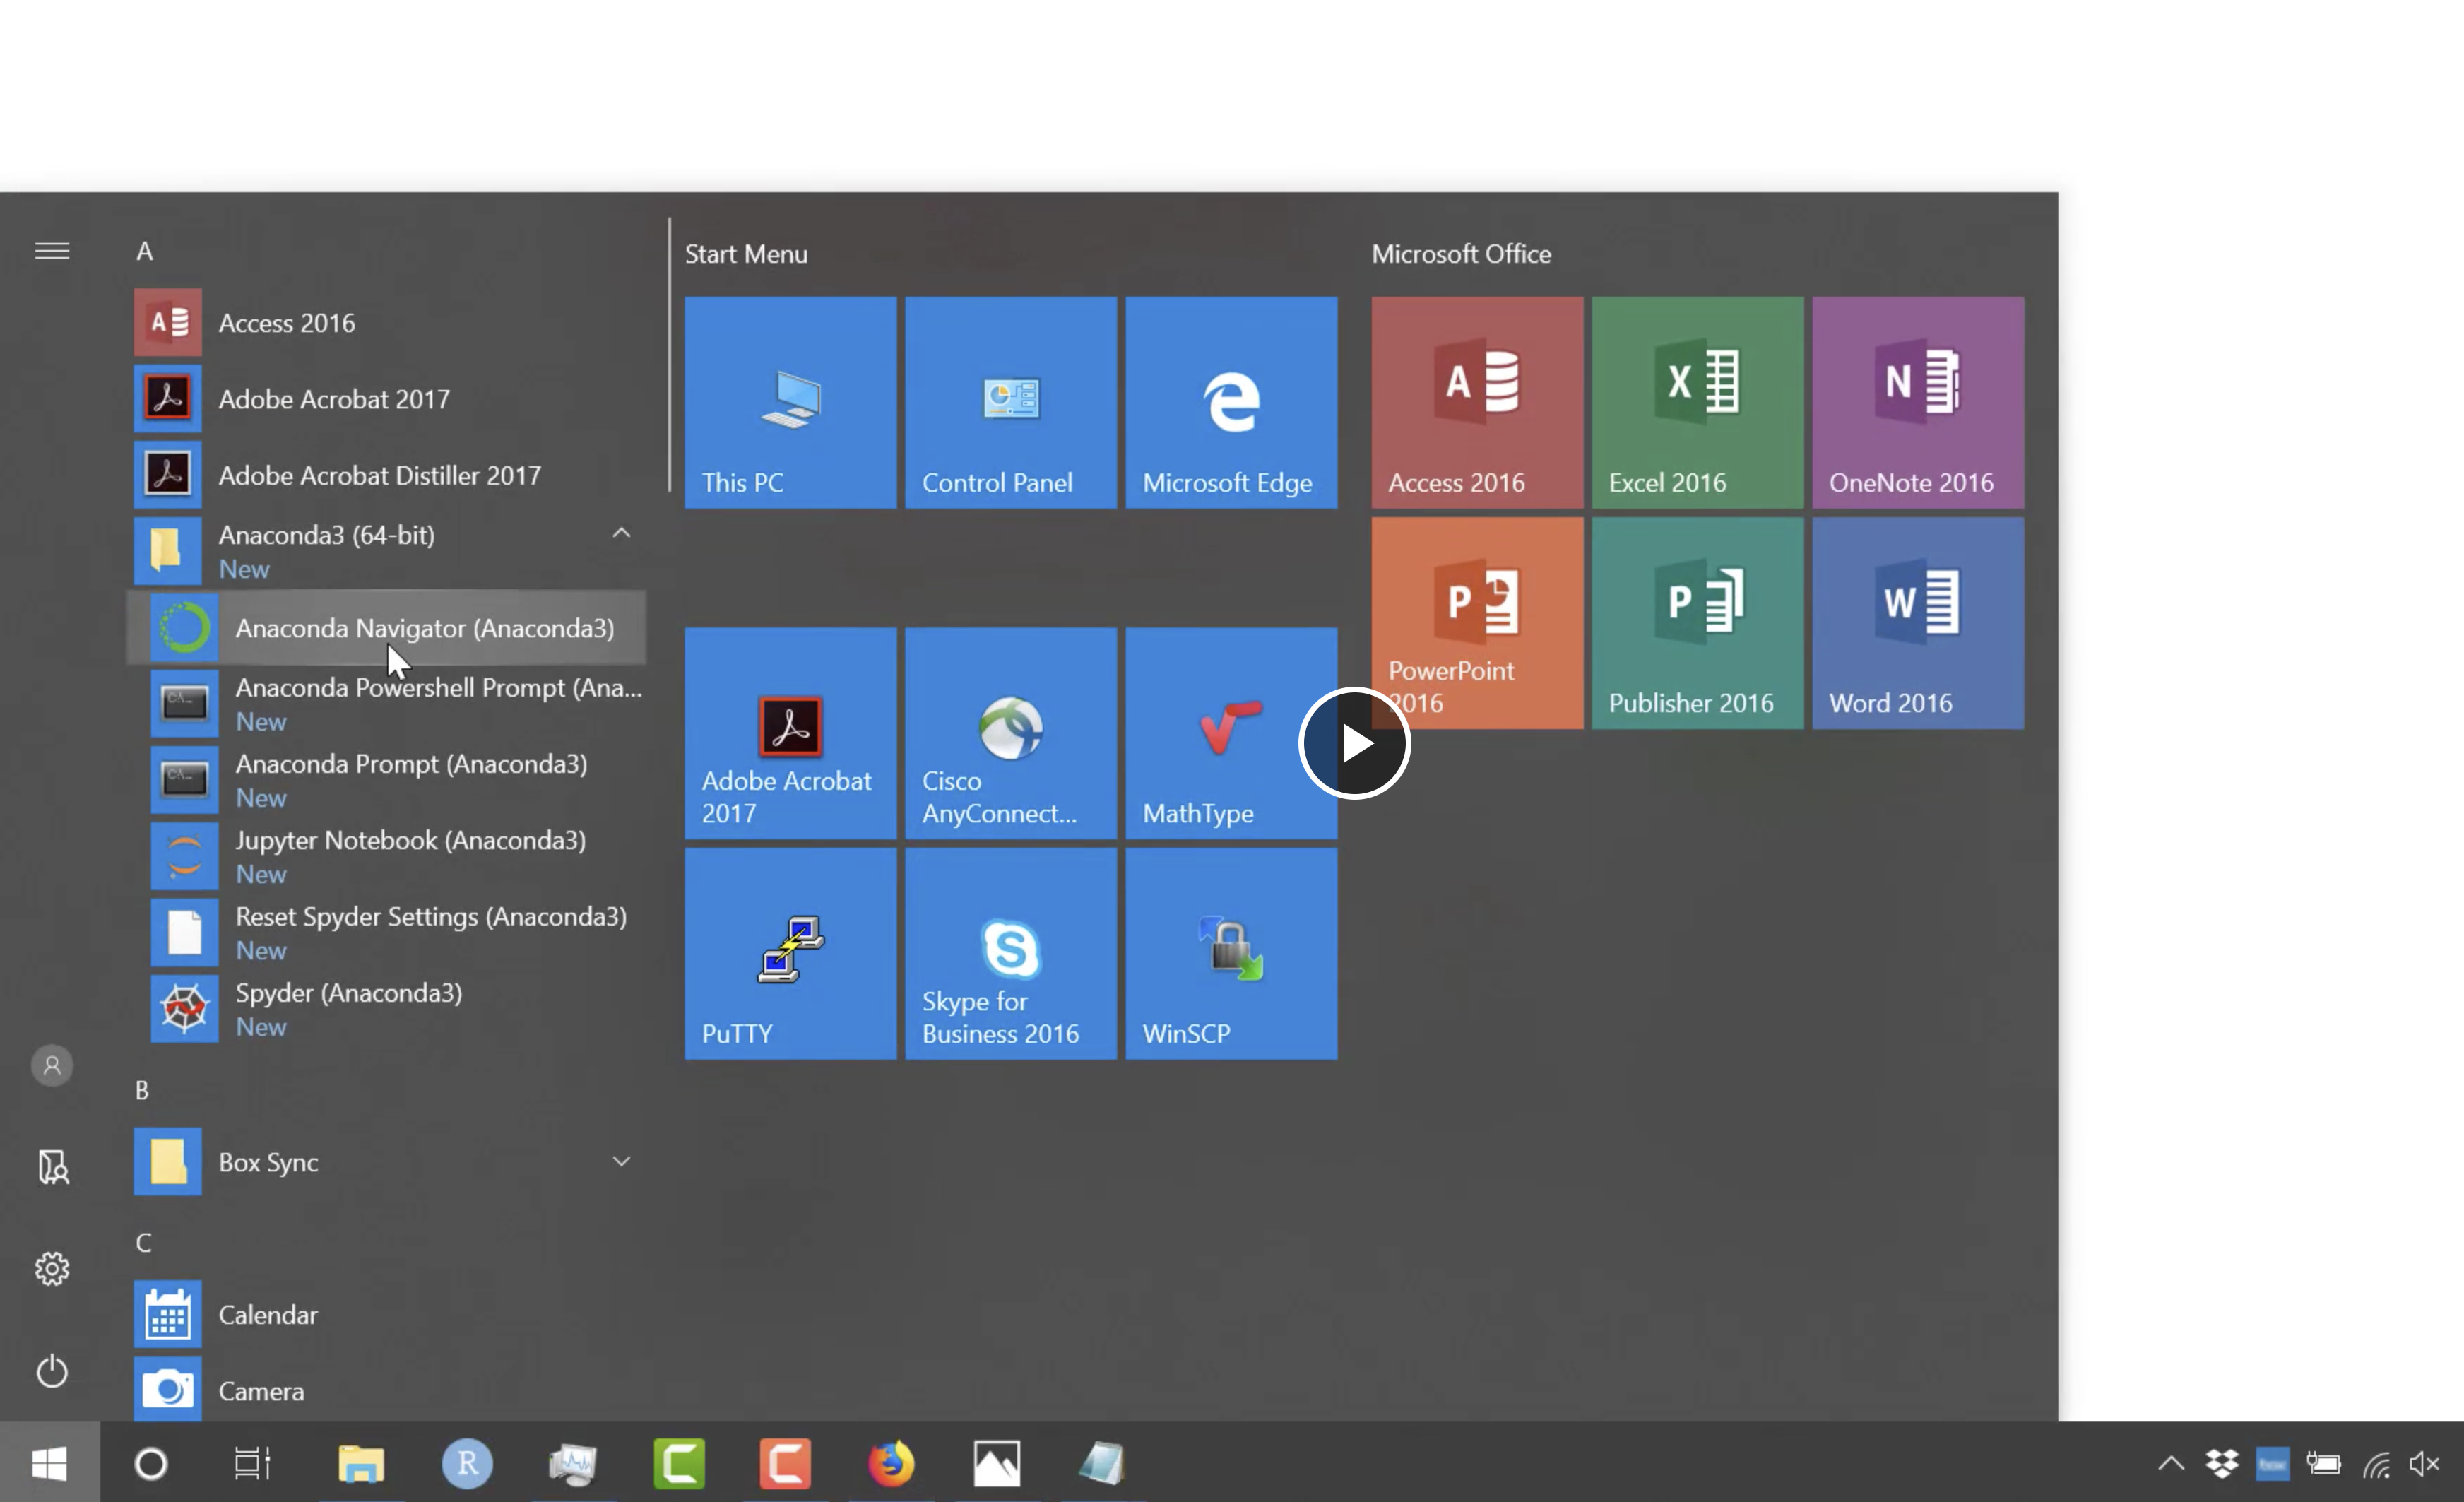 A
Access 2016
Adobe Acrobat 2017
Adobe Acrobat Distiller 2017
Anaconda3 (64-bit)
New
Anaconda Navigator (Anaconda3)
Anaconda Powershell Prompt (Ana...
New
Anaconda Prompt (Anaconda3)
New
Jupyter Notebook (Anaconda3)
New
Reset Spyder Settings (Anaconda3)
New
Spyder (Anaconda3)
New
B
Box Sync
C
Calendar
Camera
Start Menu
This PC
Control Panel
Microsoft Edge
Adobe Acrobat
2017
Cisco
AnyConnect...
MathType
PuTTY
Skype for
Business 2016
WinSCP
Microsoft Office
Access 2016
Excel 2016
OneNote 2016
PowerPoint
2016
Publisher 2016
Word 2016